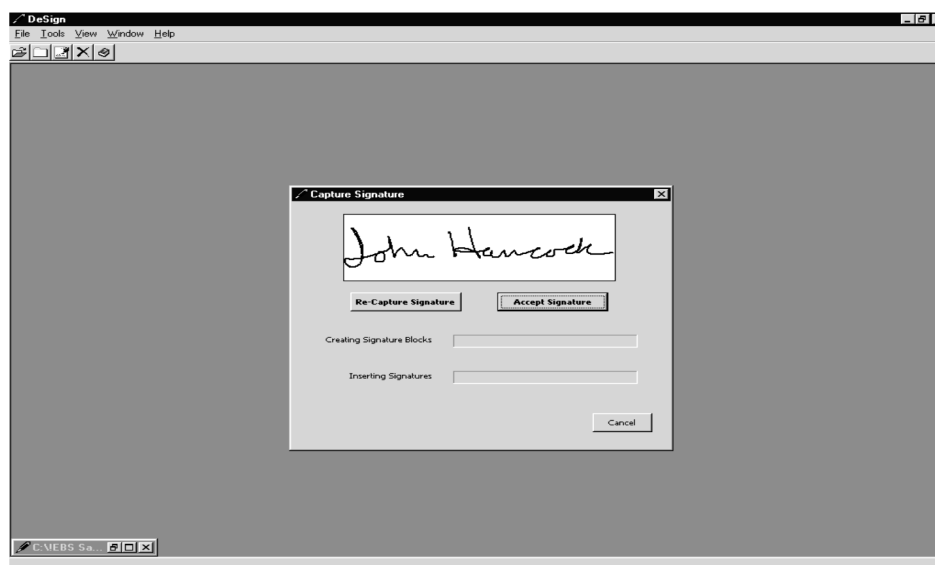 DeSign
File Tools View Window Help
Capture Signature
John Hancock
Re-Capture Signature Accept Signature
Creating Signature Blocks
Inserting Signatures
Cancel
C:\EBS Sa...